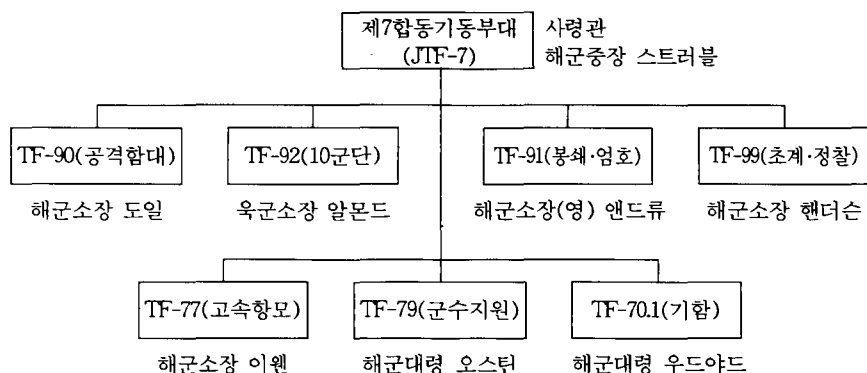 제7합동기동부대 사령관
(JTF-7) 해군중장 스트러블
TF-90(공격함대) TF-92(10군단) TF-91(봉쇄·엄호) TF-99(초계·정찰)
해군소장 도일 육군소장 알몬드 해군소장(영) 앤드류 해군소장 핸더슨
TF-77(고속항모) TF-79(군수지원) TF-70.1(기함)
해군소장 이웬 해군대령 오스틴 해군대령 우드야드